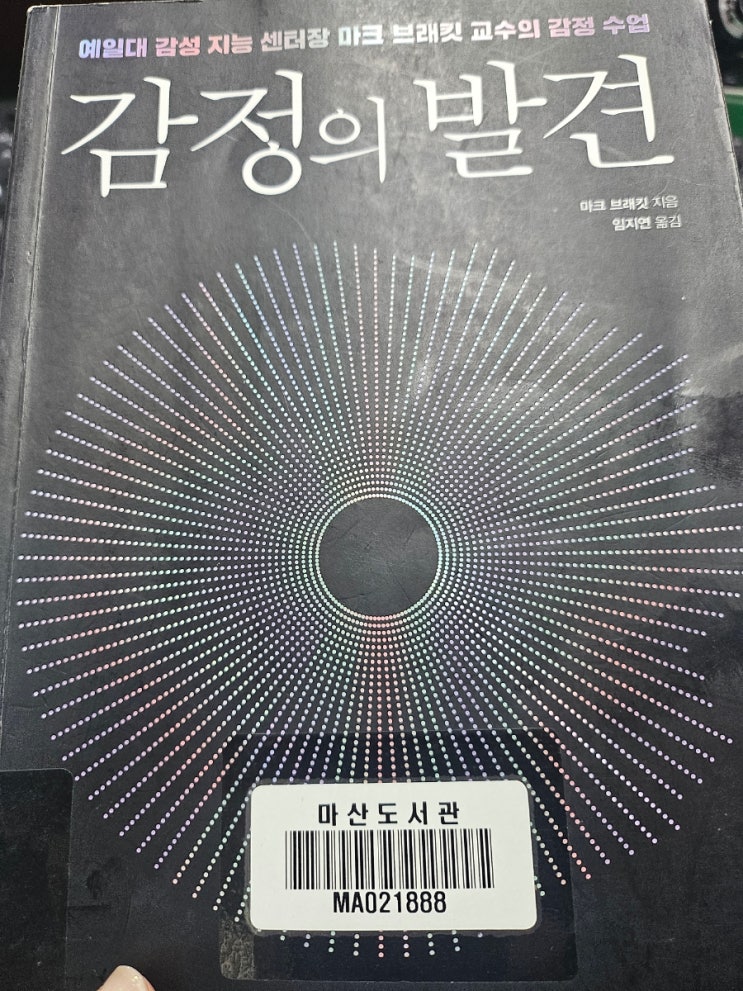 예일대 감성 지능 센터장 마크 브래킷 교수의 감정 수업
감정의 발견
마크 브래킷 지음
임지연 옮김
마산도서관
MA021888